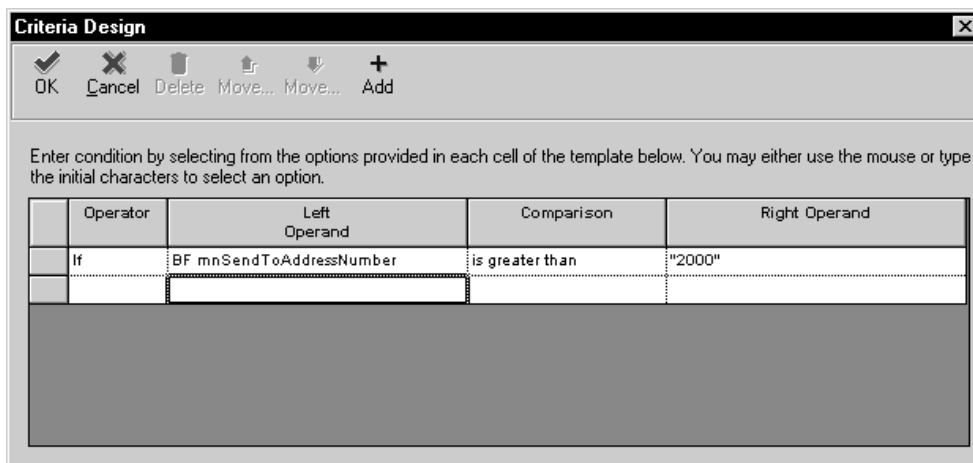 Criteria Design
OK Cancel Delete Move... Move... Add
Enter condition by selecting from the options provided in each cell of the template below. You may either use the mouse or type
the initial characters to select an option.
Operator Left Operand Comparison Right Operand
If BF mnSendToAddressNumber is greater than "2000"